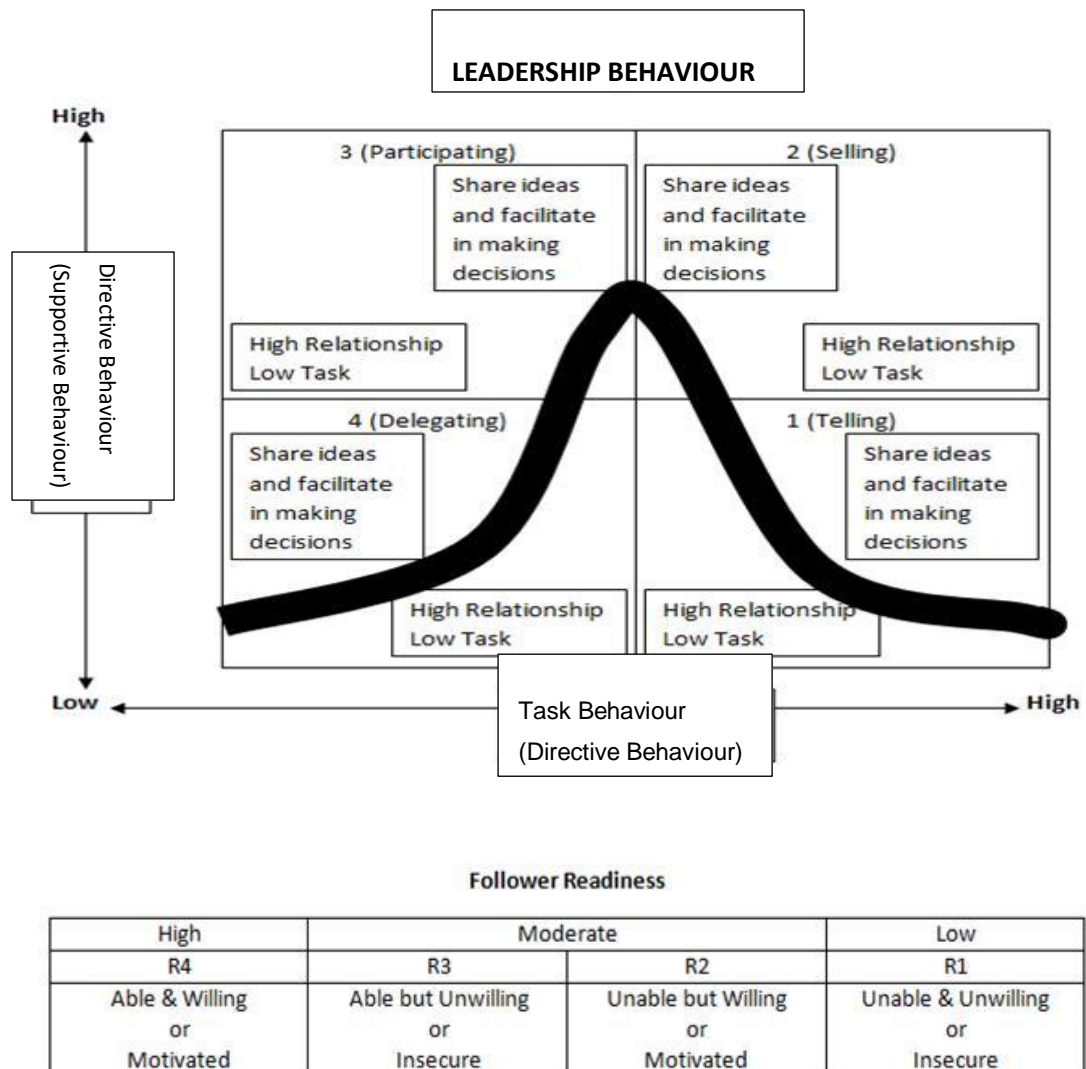 LEADERSHIP BEHAVIOUR
High
3 (Participating)
Share ideas
and facilitate
in making
decisions
High Relationship
Low Task
2 (Selling)
Share ideas
and facilitate
in making
decisions
High Relationship
Low Task
Directive Behaviour
(Supportive Behaviour)
4 (Delegating)
Share ideas
and facilitate
in making
decisions
High Relationship
Low Task
1 (Telling)
Share ideas
and facilitate
in making
decisions
High Relationship
Low Task
Low
Task Behaviour
(Directive Behaviour)
High
Follower Readiness
High Moderate Low
R4 R3 R2 R1
Able & Willing Able but Unwilling Unable but Willing Unable & Unwilling
or or or or
Motivated Insecure Motivated Insecure